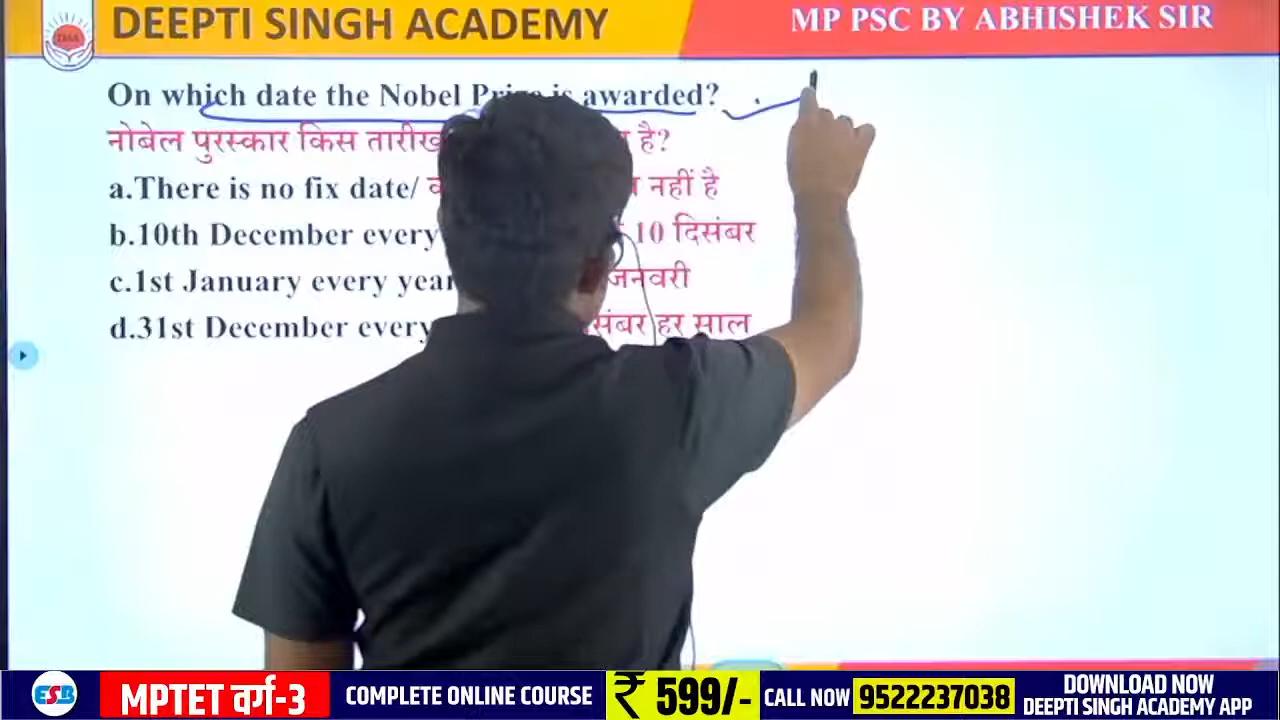 DEEPTI SINGH ACADEMY
MP PSC BY ABHISHEK SIR
On which date the Nobel is awarded?
नोबेल पुरस्कार किस तारीख है?
a.There is no fix date/ नहीं है
b.10th December every 10 दिसंबर
c.1st January every year जनवरी
d.31st December every हर साल
ESB
MPTET वर्ग-3
COMPLETE ONLINE COURSE
₹ 599/-
CALL NOW 9522237038
DOWNLOAD NOW
DEEPTI SINGH ACADEMY APP